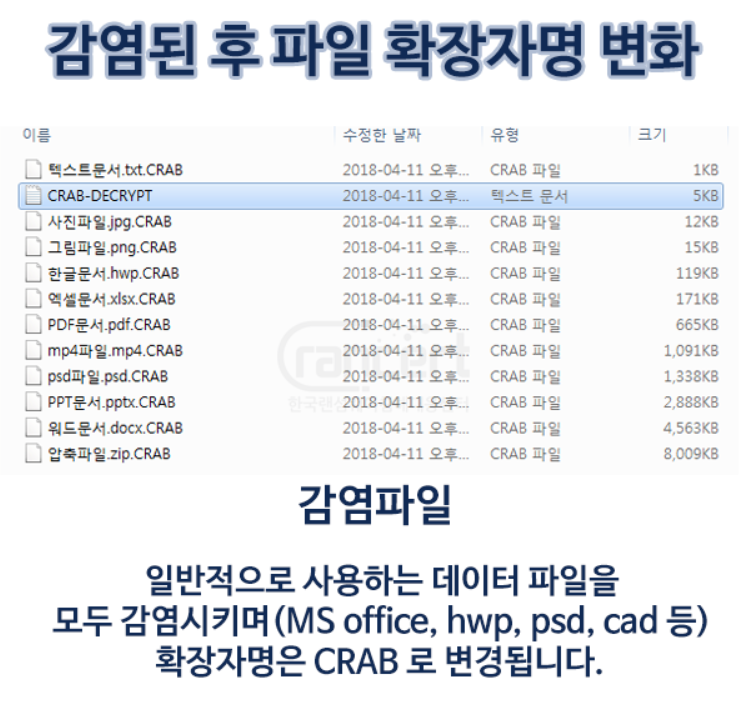 감염된 후 파일 확장자명 변화
이름 수정한 날짜 유형 크기
텍스트문서.txt.CRAB 2018-04-11 오후... CRAB 파일 1KB
CRAB-DECRYPT 2018-04-11 오후... 텍스트 문서 5KB
사진파일.jpg.CRAB 2018-04-11 오후... CRAB 파일 12KB
그림파일.png.CRAB 2018-04-11 오후... CRAB 파일 15KB
한글문서.hwp.CRAB 2018-04-11 오후... CRAB 파일 119KB
엑셀문서.xlsx.CRAB 2018-04-11 오후... CRAB 파일 171KB
PDF문서.pdf.CRAB 2018-04-11 오후... CRAB 파일 665KB
mp4파일.mp4.CRAB 2018-04-11 오후... CRAB 파일 1,091KB
psd파일.psd.CRAB 2018-04-11 오후... CRAB 파일 1,338KB
PPT문서.pptx.CRAB 2018-04-11 오후... CRAB 파일 2,888KB
워드문서.docx.CRAB 2018-04-11 오후... CRAB 파일 4,563KB
압축파일.zip.CRAB 2018-04-11 오후... CRAB 파일 8,009KB
감염파일
일반적으로 사용하는 데이터 파일을
모두 감염시키며(MS office, hwp, psd, cad 등)
확장자명은 CRAB 로 변경됩니다.